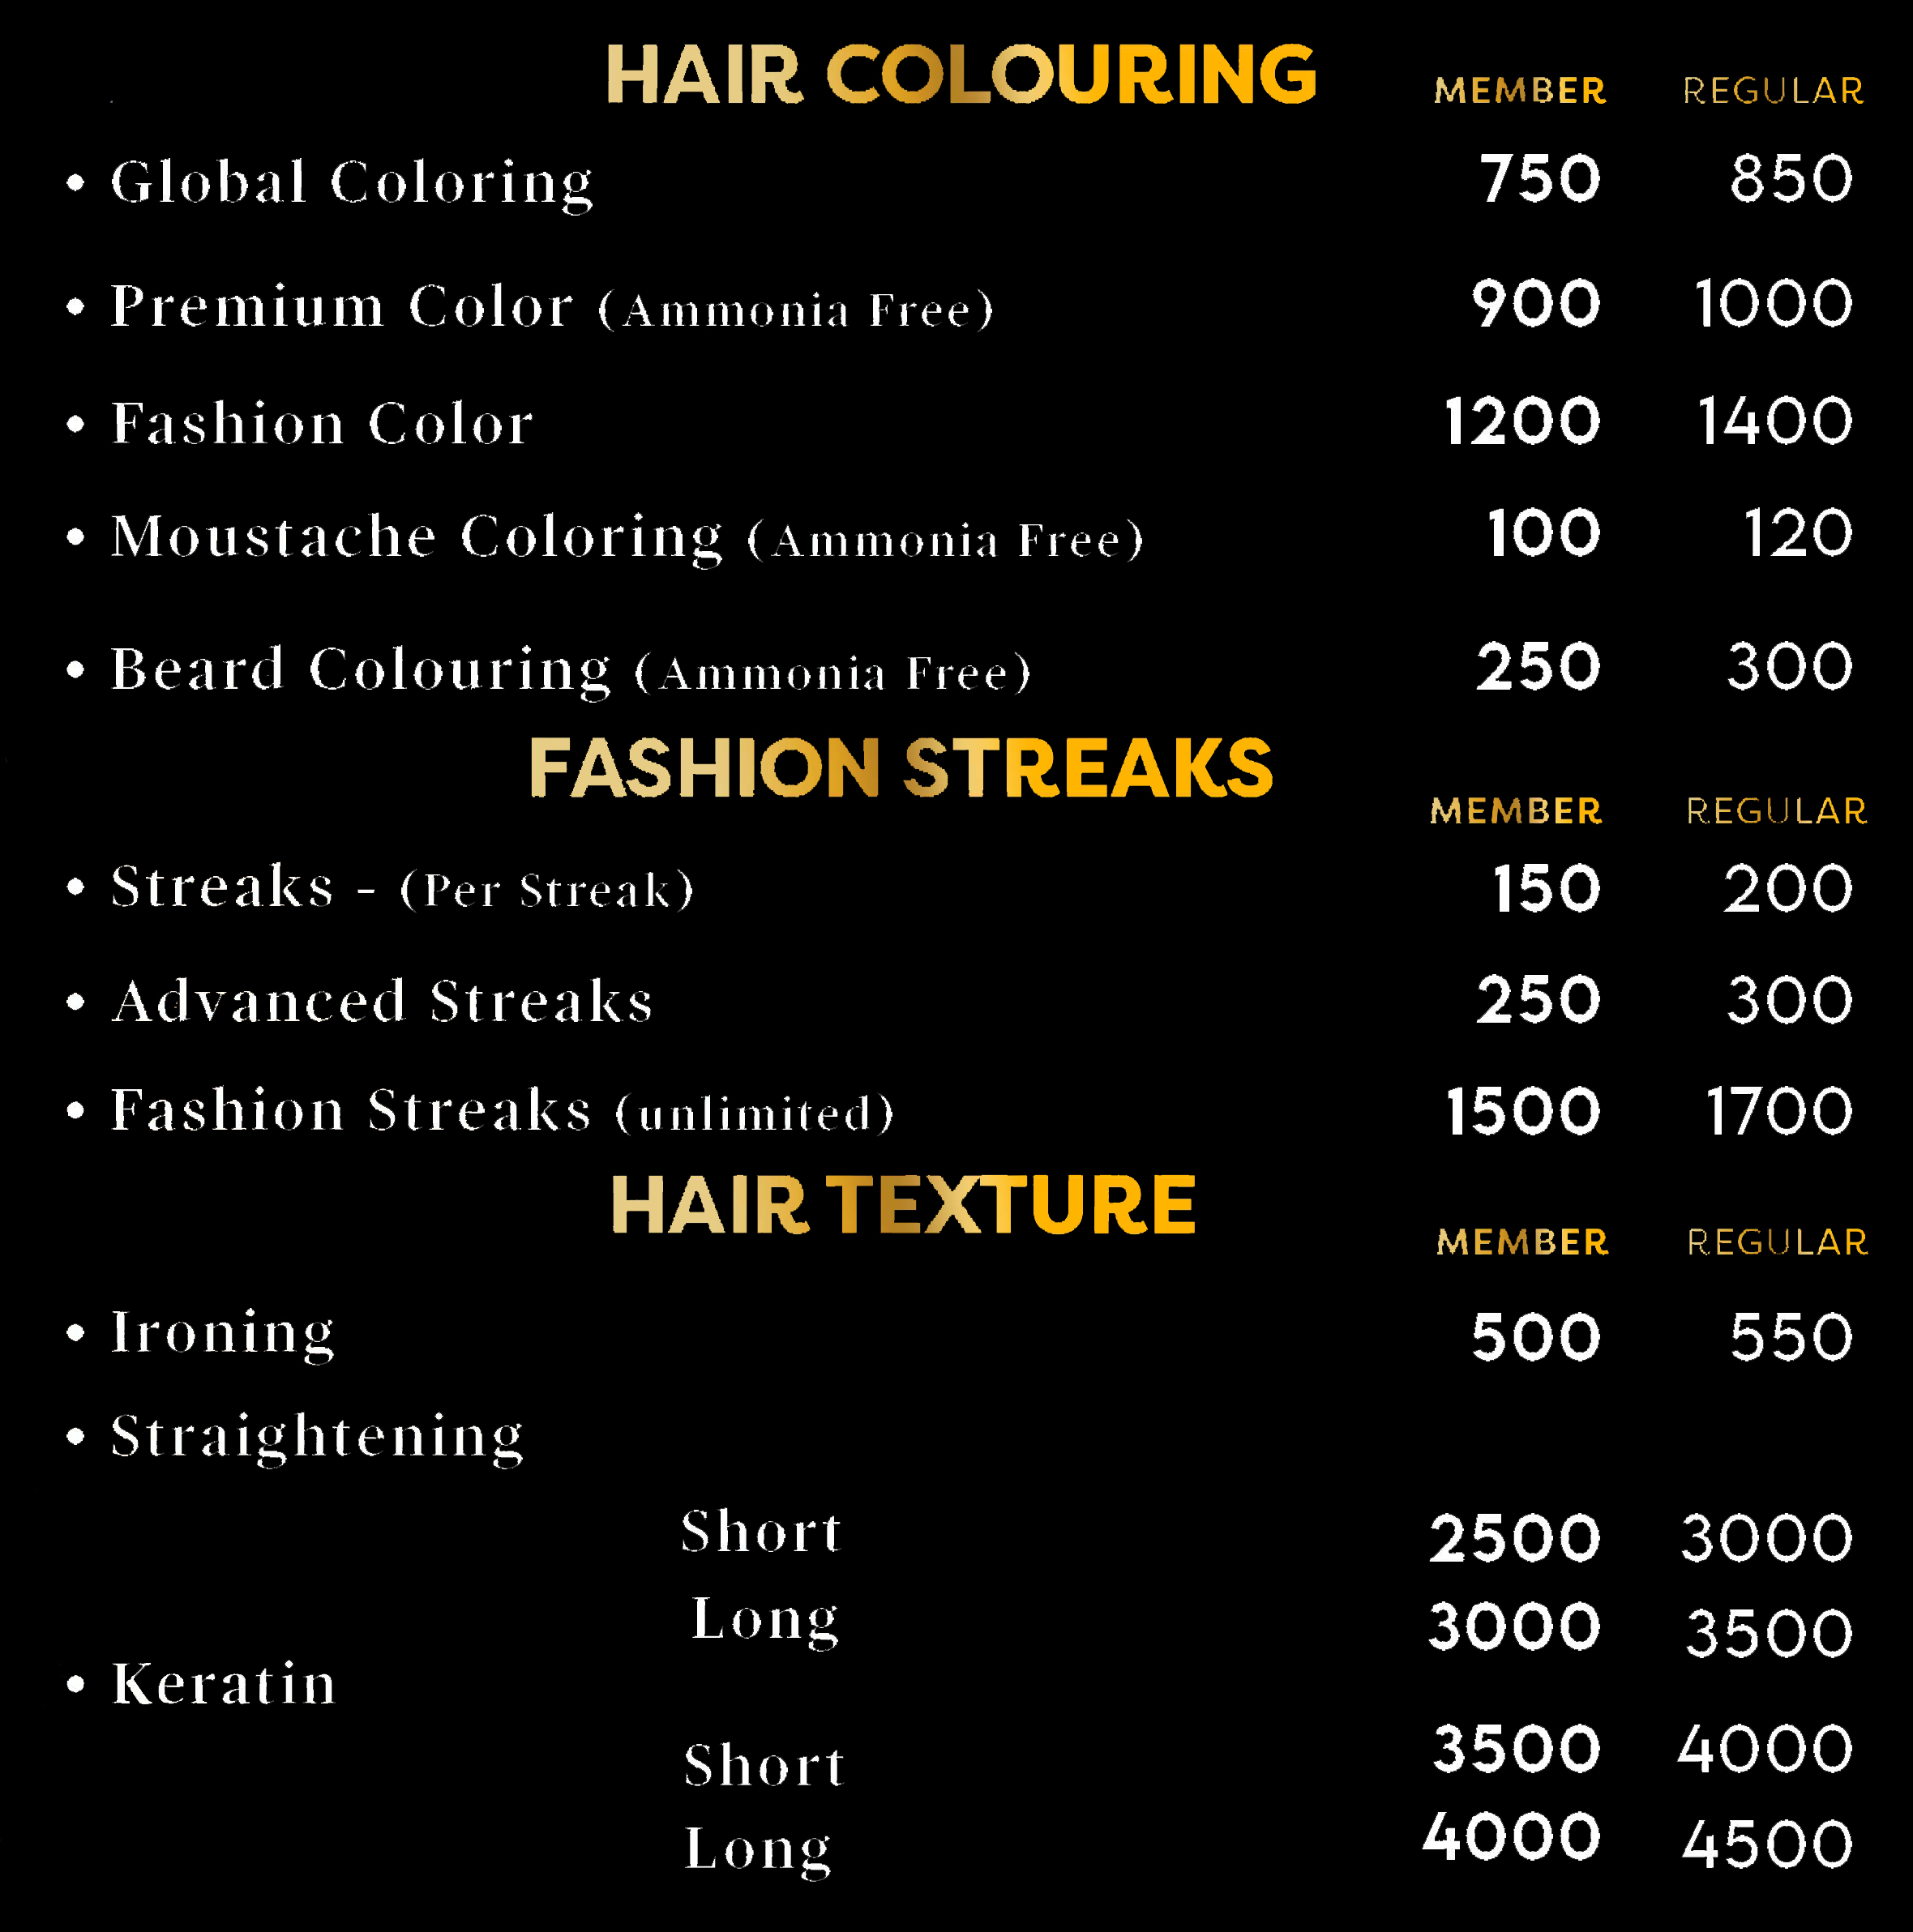 HAIR COLOURING MEMBER REGULAR
• Global Coloring 750 850
• Premium Color (Ammonia Free) 900 1000
• Fashion Color 1200 1400
• Moustache Coloring (Ammonia Free) 100 120
• Beard Colouring (Ammonia Free) 250 300
FASHION STREAKS MEMBER REGULAR
• Streaks - (Per Streak) 150 200
• Advanced Streaks 250 300
• Fashion Streaks (unlimited) 1500 1700
HAIR TEXTURE MEMBER REGULAR
• Ironing 500 550
• Straightening
Short 2500 3000
Long 3000 3500
• Keratin
Short 3500 4000
Long 4000 4500